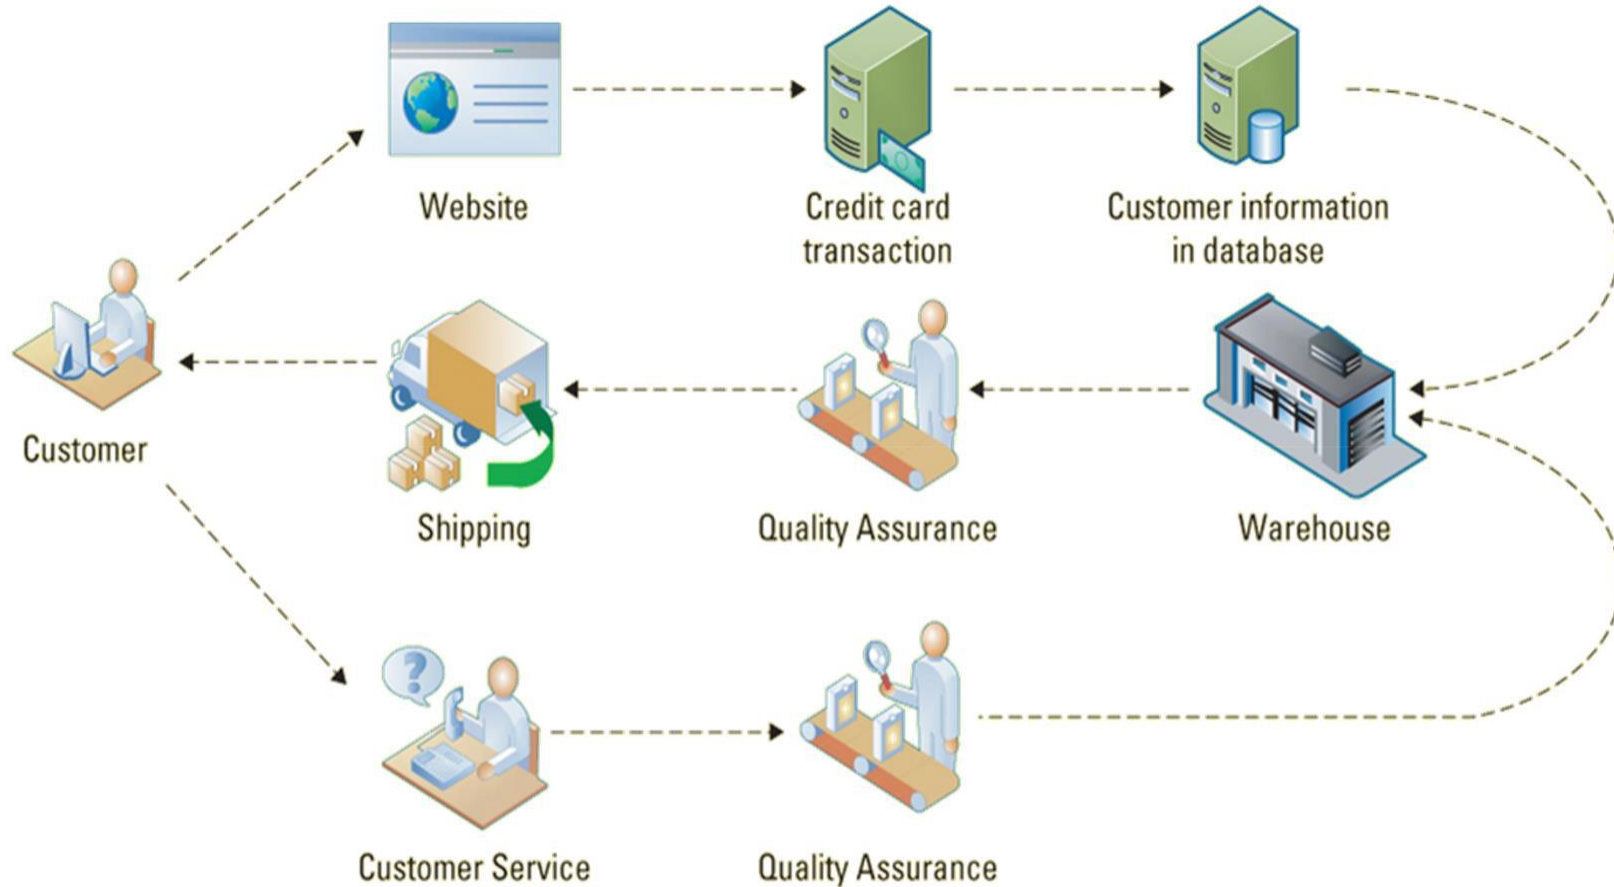 Website
Credit card
transaction
Customer information
in database
Customer
Shipping
Quality Assurance
Warehouse
?
Customer Service
Quality Assurance